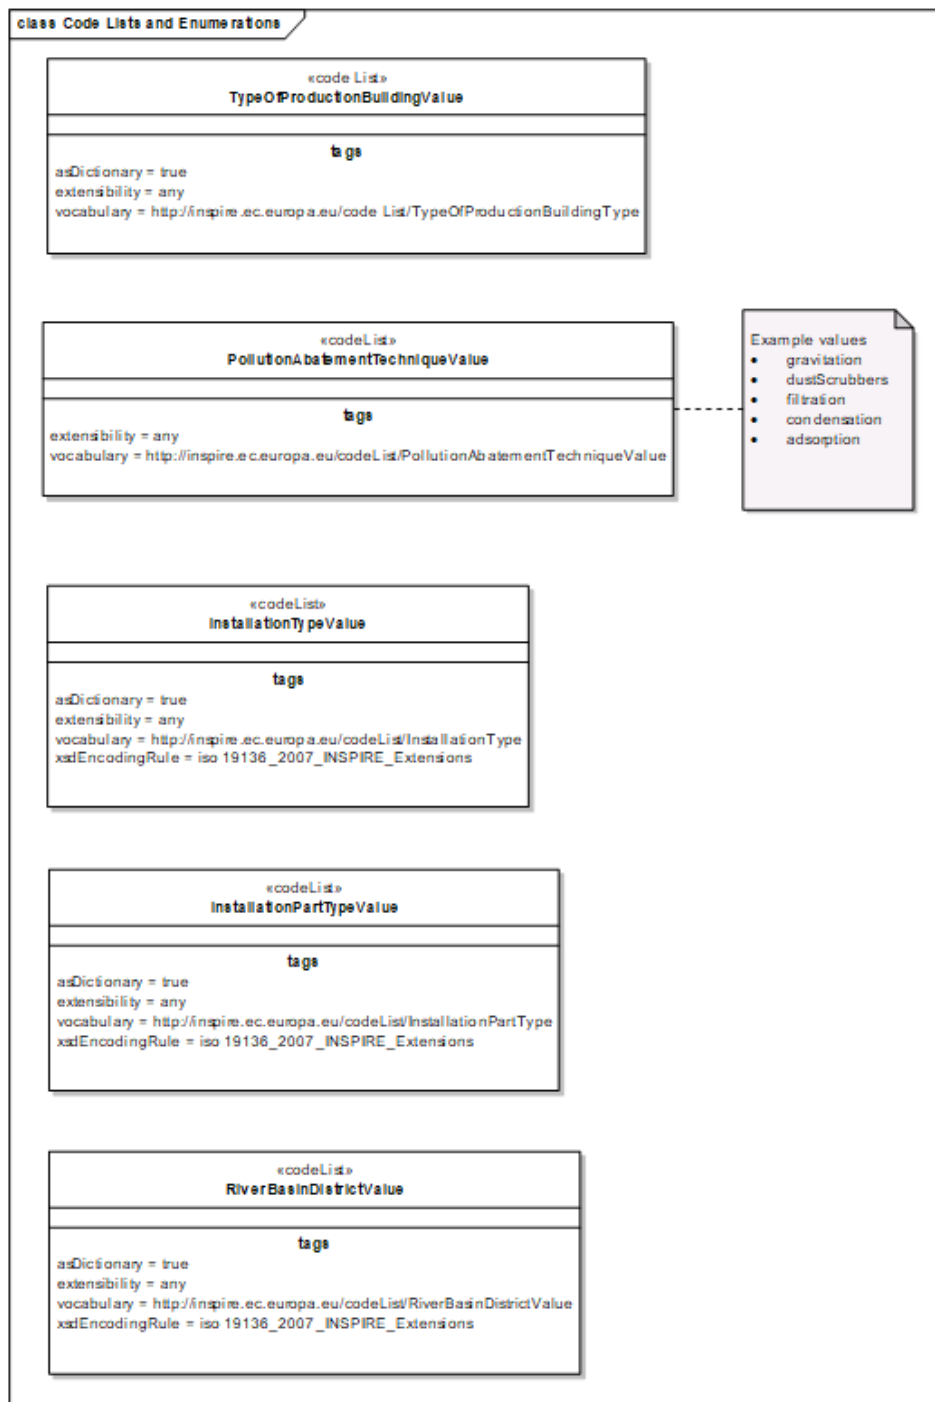 class Code Lists and Enumerations
«code List»
TypeOfProductionBuildingValue
tags
asDictionary = true
extensibility = any
vocabulary = http://inspire.ec.europa.eu/code List/TypeOfProductionBuildingType
«codeList»
PollutionAbatementTechniqueValue
tags
extensibility = any
vocabulary = http://inspire.ec.europa.eu/codeList/PollutionAbatementTechniqueValue
Example values
• gravitation
• dustScrubbers
• filtration
• condensation
• adsorption
«codeList»
InstallationTypeValue
tags
asDictionary = true
extensibility = any
vocabulary = http://inspire.ec.europa.eu/codeList/InstallationType
xsdEncodingRule = iso 19136_2007_INSPIRE_Extensions
«codeList»
InstallationPartTypeValue
tags
asDictionary = true
extensibility = any
vocabulary = http://inspire.ec.europa.eu/codeList/InstallationPartType
xsdEncodingRule = iso 19136_2007_INSPIRE_Extensions
«codeList»
RiverBasinDistrictValue
tags
asDictionary = true
extensibility = any
vocabulary = http://inspire.ec.europa.eu/codeList/RiverBasinDistrictValue
xsdEncodingRule = iso 19136_2007_INSPIRE_Extensions